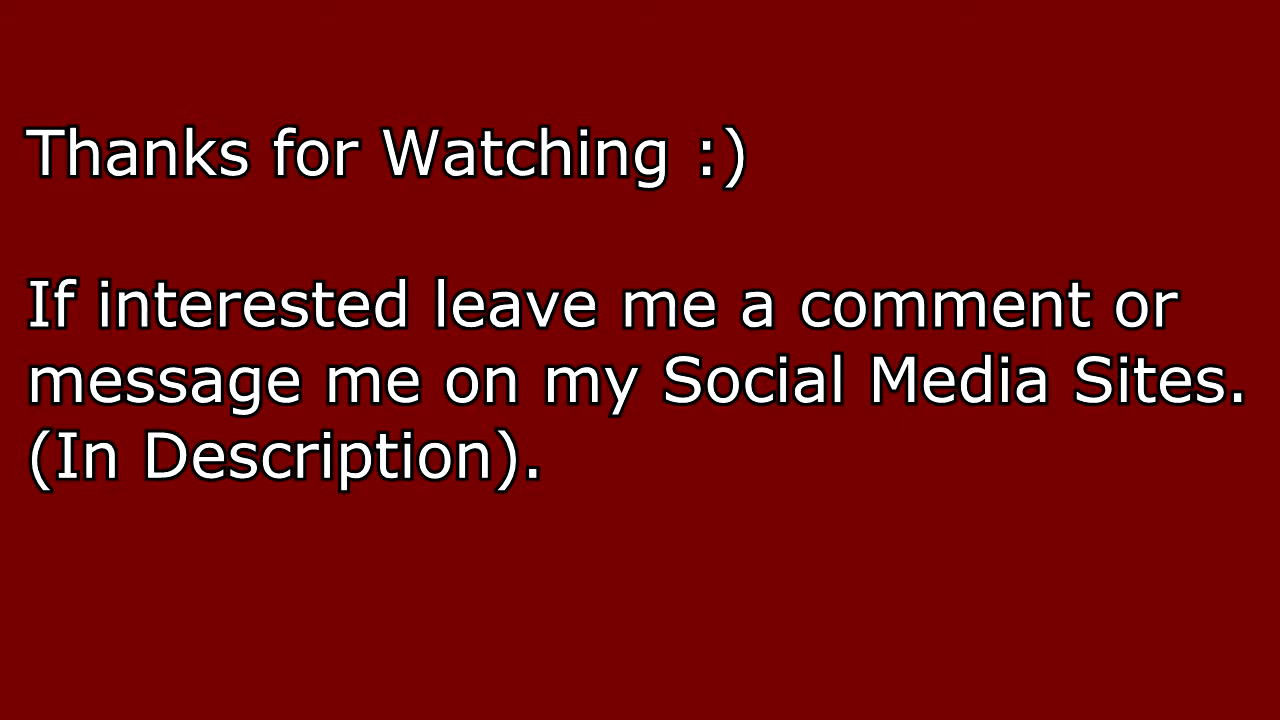 Thanks for Watching :)
If interested leave me a comment or
message me on my Social Media Sites.
(In Description).